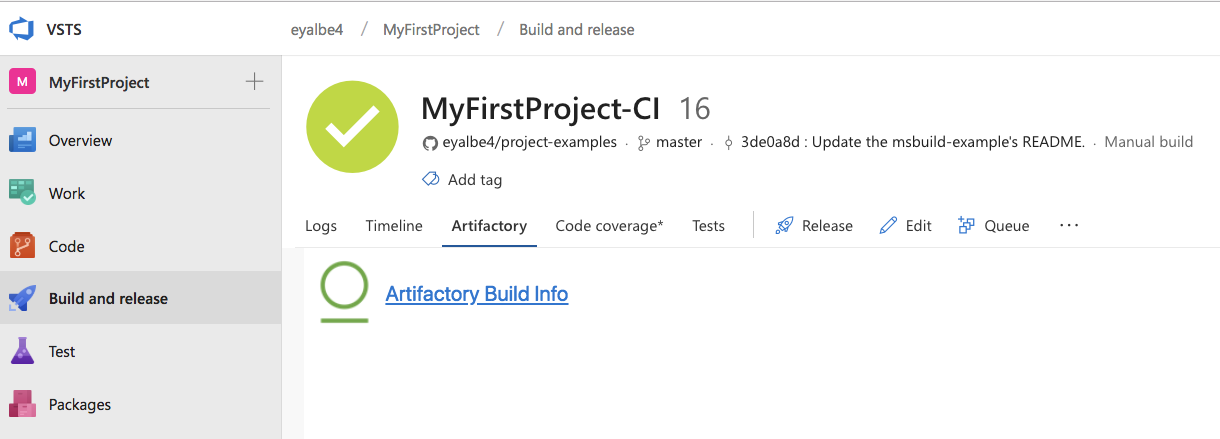 VSTS
eyalbe4 / MyFirstProject / Build and release
M MyFirstProject
Overview
Work
Code
Build and release
Test
Packages
MyFirstProject-CI 16
eyalbe4/project-examples · master · 3de0a8d : Update the msbuild-example's README. · Manual build
Add tag
Logs Timeline Artifactory Code coverage* Tests Release Edit Queue ...
Artifactory Build Info